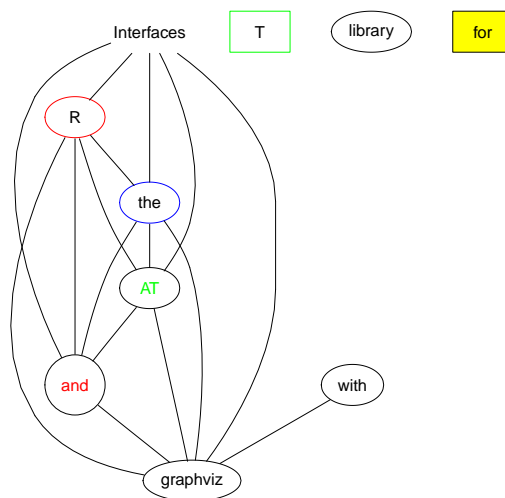 Interfaces
T
library
for
R
the
AT
and
with
graphviz